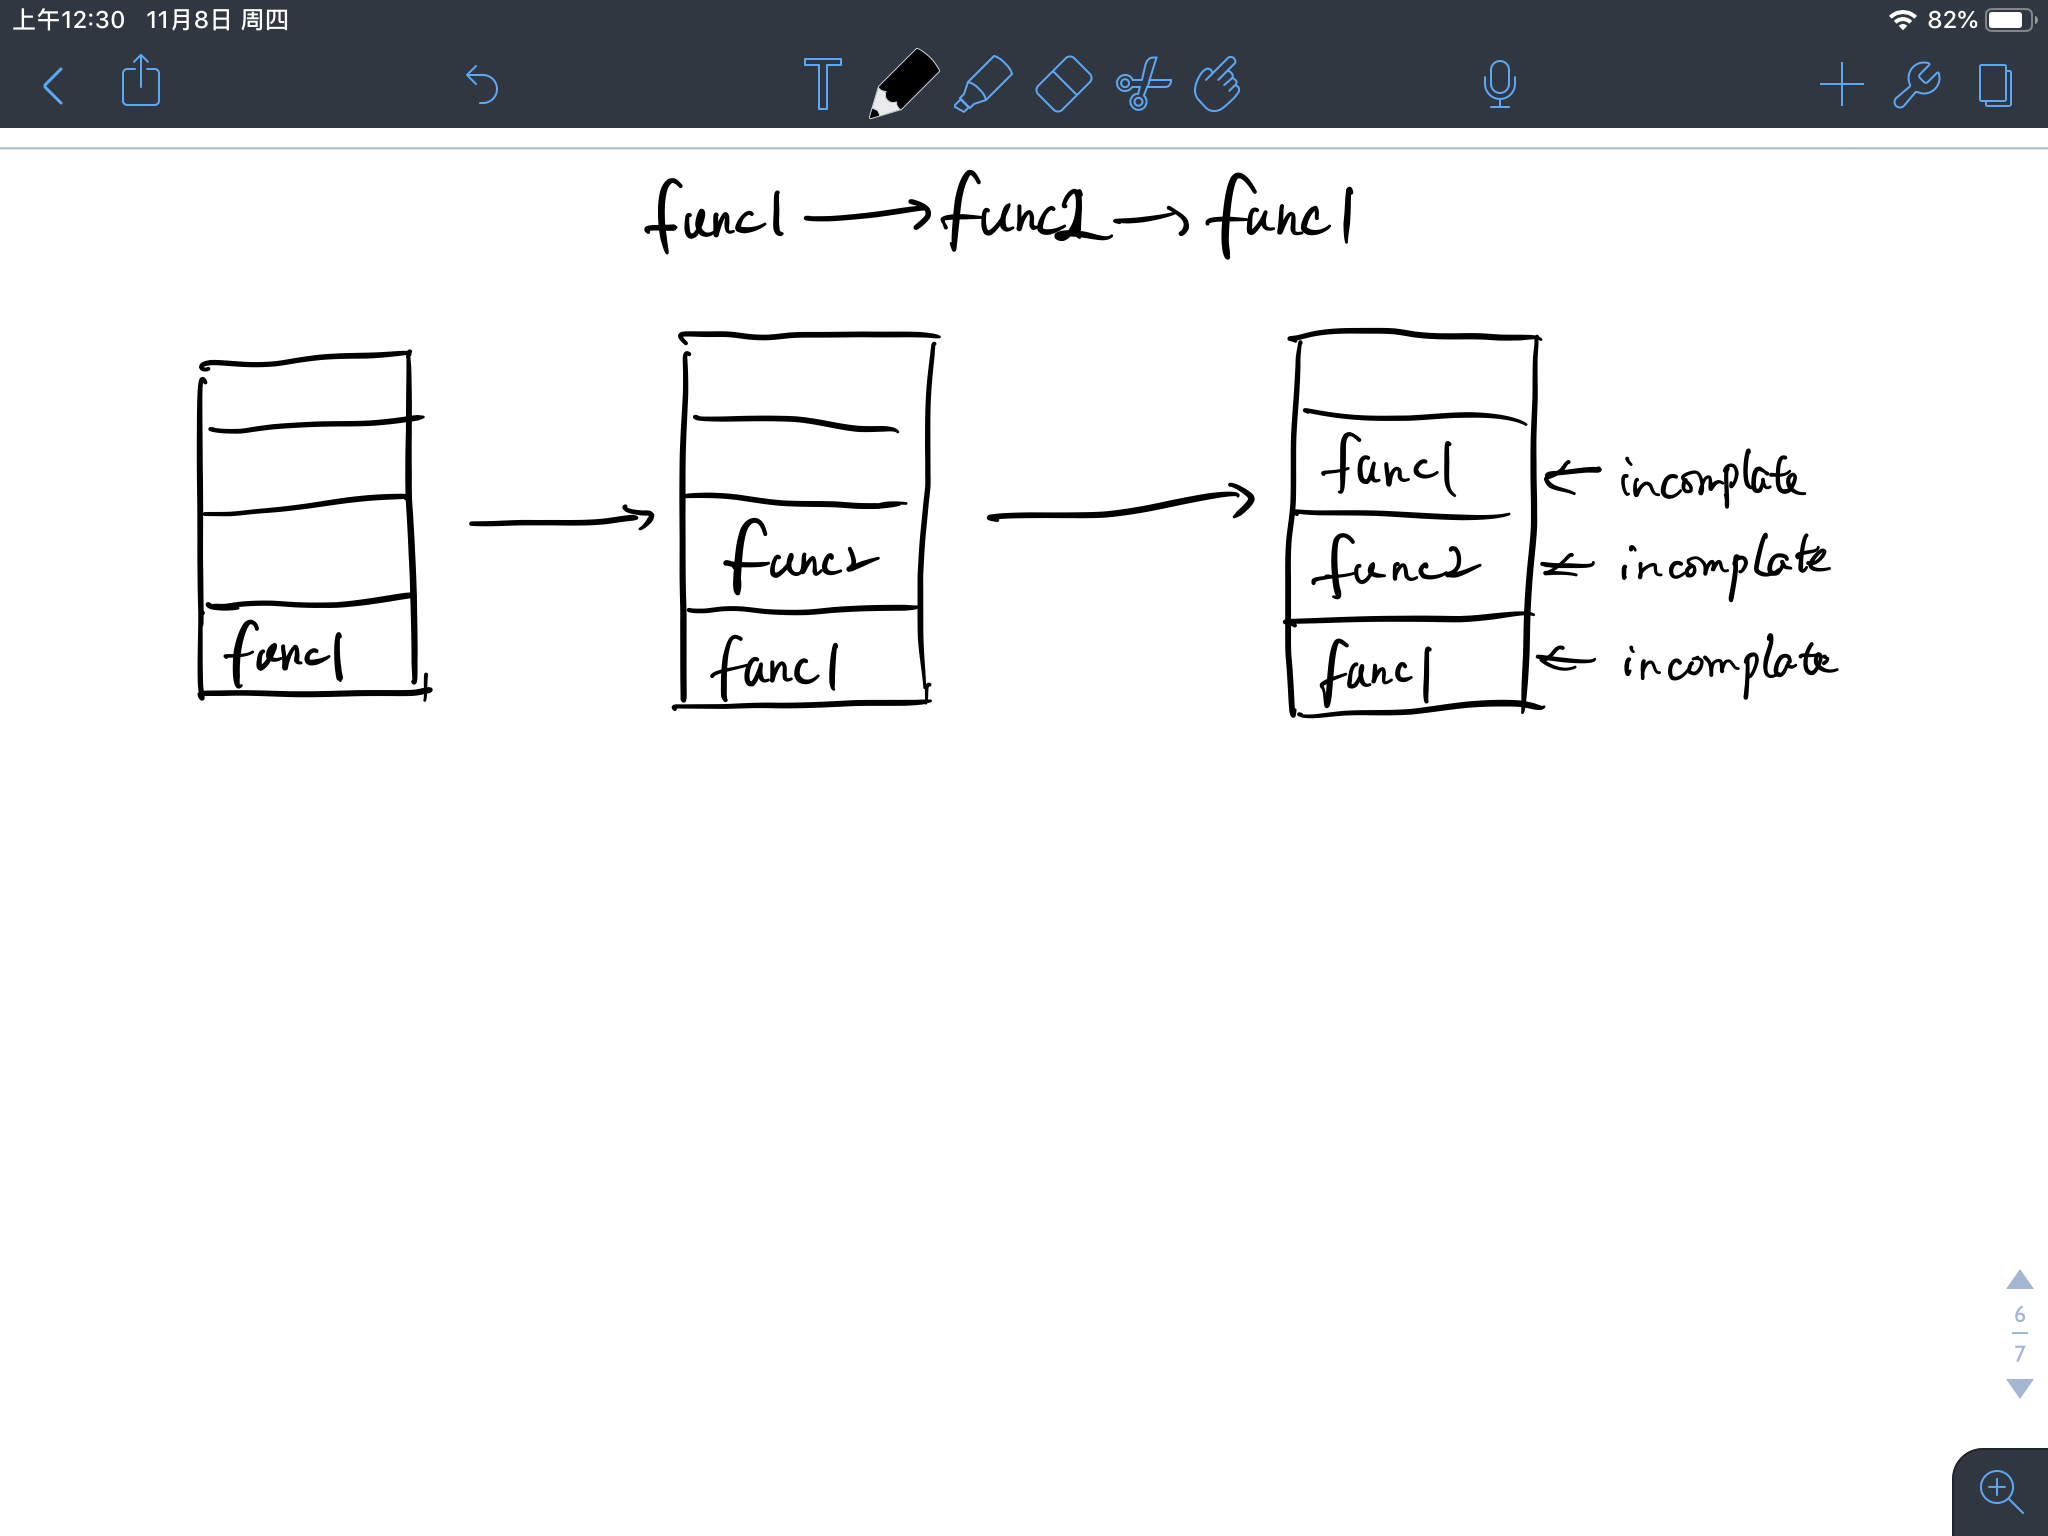 上午12:30 11月8日 周四 82%
T
func1 → func2 → func1
func1
func2
func1
func1 ← incomplate
func2 ← incomplate
func1 ← incomplate
6
7